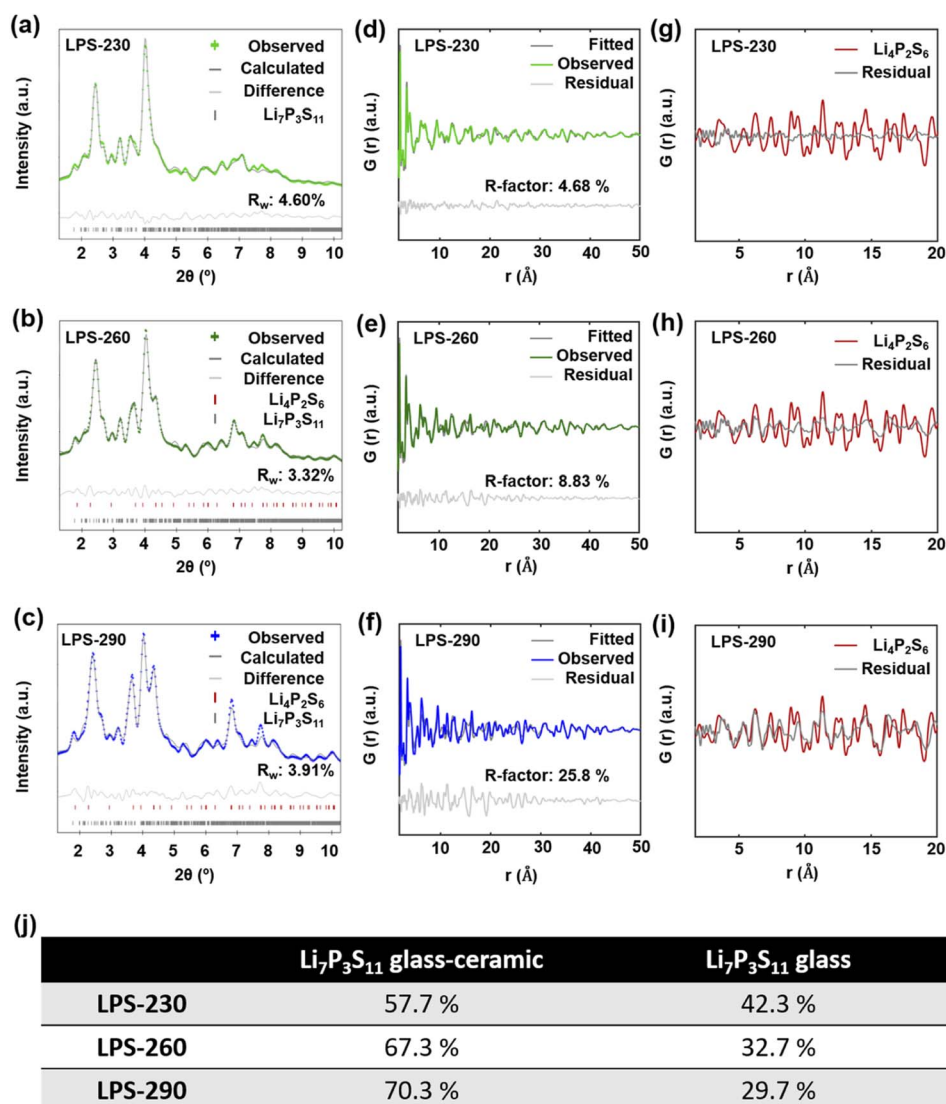 (a)
LPS-230
Observed
Calculated
Difference
Li₇P₃S₁₁
R_w: 4.60%
Intensity (a.u.)
2 3 4 5 6 7 8 9 10
2θ (º)
(d)
LPS-230
Fitted
Observed
Residual
R-factor: 4.68 %
G (r) (a.u.)
10 20 30 40 50
r (Å)
(g)
LPS-230
Li₄P₂S₆
Residual
G (r) (a.u.)
5 10 15 20
r (Å)
(b)
LPS-260
Observed
Calculated
Difference
Li₄P₂S₆
Li₇P₃S₁₁
R_w: 3.32%
Intensity (a.u.)
2 3 4 5 6 7 8 9 10
2θ (º)
(e)
LPS-260
Fitted
Observed
Residual
R-factor: 8.83 %
G (r) (a.u.)
10 20 30 40 50
r (Å)
(h)
LPS-260
Li₄P₂S₆
Residual
G (r) (a.u.)
5 10 15 20
r (Å)
(c)
LPS-290
Observed
Calculated
Difference
Li₄P₂S₆
Li₇P₃S₁₁
R_w: 3.91%
Intensity (a.u.)
2 3 4 5 6 7 8 9 10
2θ (º)
(f)
LPS-290
Fitted
Observed
Residual
R-factor: 25.8 %
G (r) (a.u.)
10 20 30 40 50
r (Å)
(i)
LPS-290
Li₄P₂S₆
Residual
G (r) (a.u.)
5 10 15 20
r (Å)
(j)
Li₇P₃S₁₁ glass-ceramic Li₇P₃S₁₁ glass
LPS-230 57.7 % 42.3 %
LPS-260 67.3 % 32.7 %
LPS-290 70.3 % 29.7 %